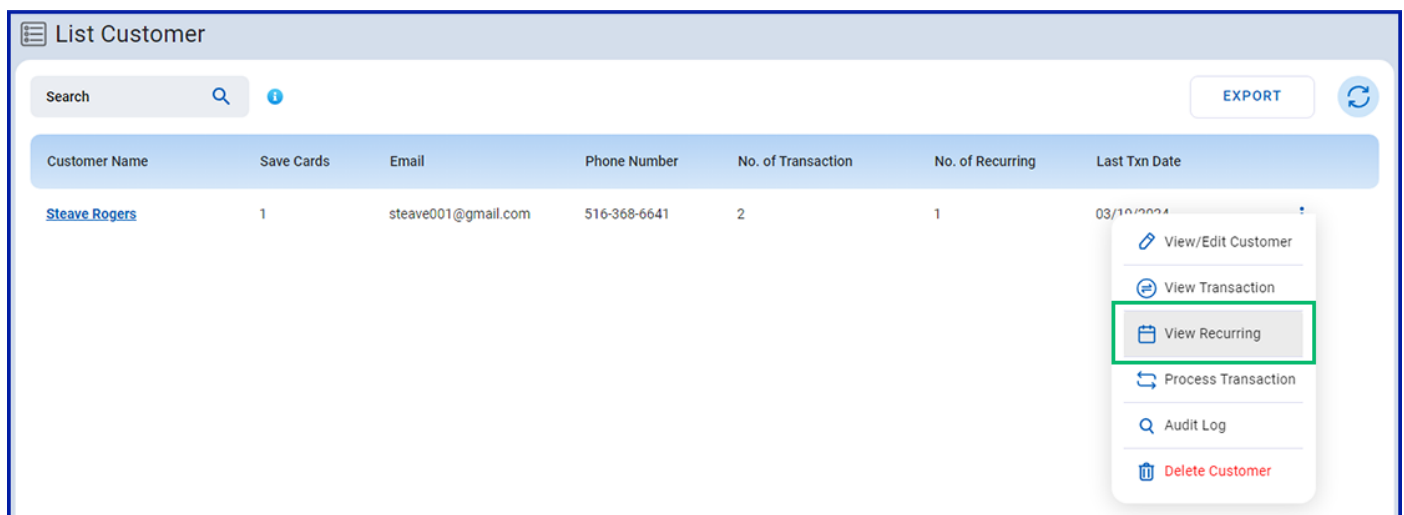 List Customer
Search
EXPORT
Customer Name Save Cards Email Phone Number No. of Transaction No. of Recurring Last Txn Date
Steave Rogers 1 steave001@gmail.com 516-368-6641 2 1
View/Edit Customer
View Transaction
View Recurring
Process Transaction
Audit Log
Delete Customer